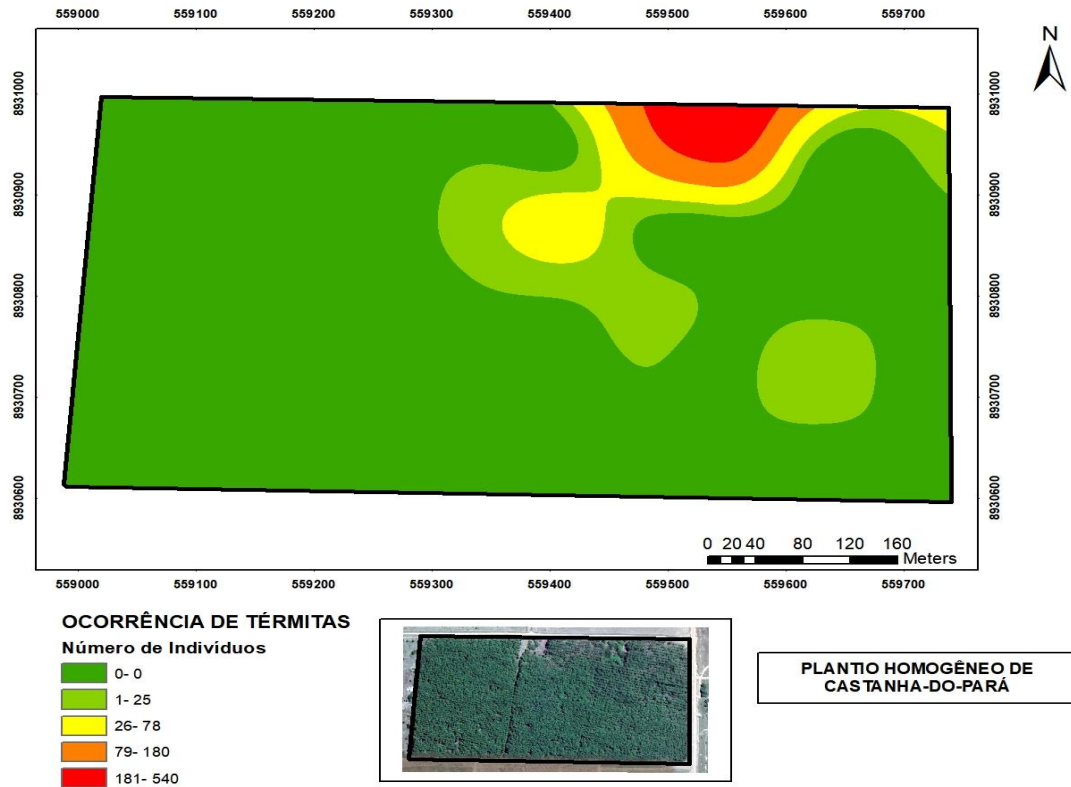 559000 559100 559200 559300 559400 559500 559600 559700
N
8931000 8931000
8930900 8930900
8930800 8930800
8930700 8930700
8930600 8930600
0 20 40 80 120 160
Meters
559000 559100 559200 559300 559400 559500 559600 559700
OCORRÊNCIA DE TÉRMITAS
Número de Indivíduos
0- 0
1- 25
26- 78
79- 180
181- 540
PLANTIO HOMOGÊNEO DE
CASTANHA-DO-PARÁ